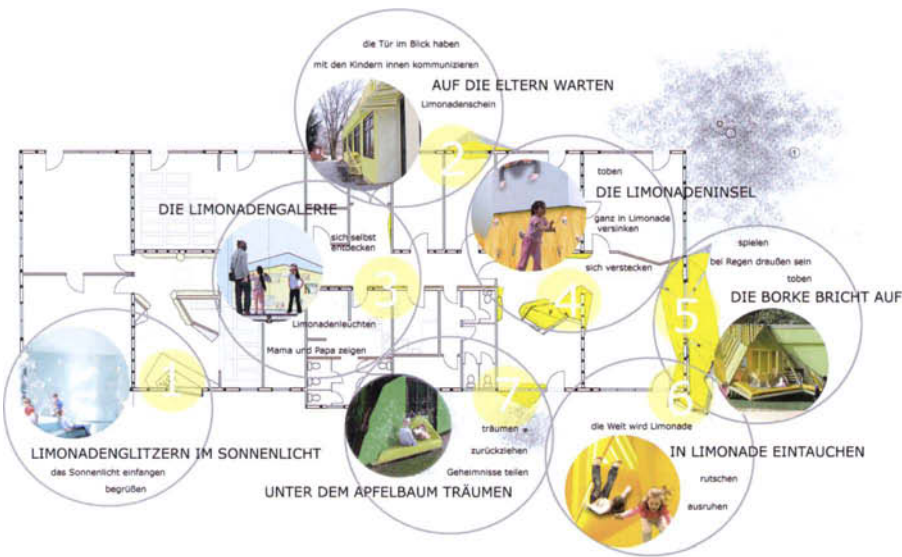 die Tür im Blick haben
mit den Kindern innen kommunizieren
AUF DIE ELTERN WARTEN
Limonadenschein
2
toben
DIE LIMONADENINSEL
ganz in Limonade
versinken
sich verstecken
4
DIE LIMONADENGALERIE
sich selbst
entdecken
3
Limonadenleuchten
Mama und Papa zeigen
spielen
bei Regen draußen sein
toben
DIE BORKE BRICHT AUF
5
1
LIMONADENGLITZERN IM SONNENLICHT
das Sonnenlicht einfangen
begrüßen
7
träumen
zurückziehen
Geheimnisse teilen
UNTER DEM APFELBAUM TRÄUMEN
6
die Welt wird Limonade
IN LIMONADE EINTAUCHEN
rutschen
ausruhen